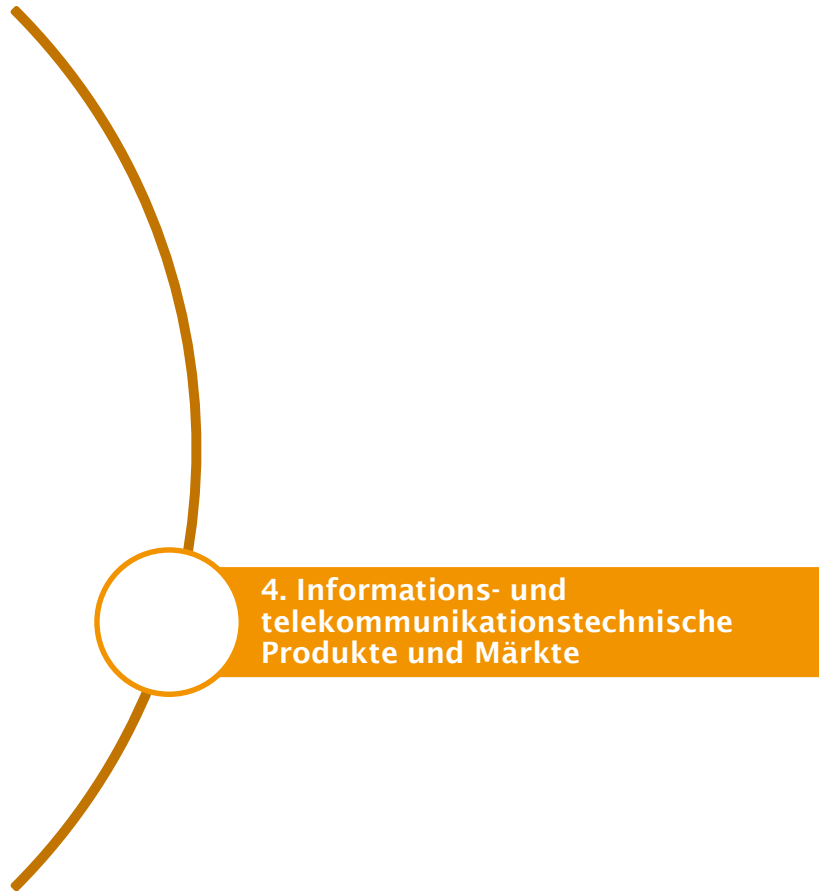 4. Informations- und
telekommunikationstechnische
Produkte und Märkte